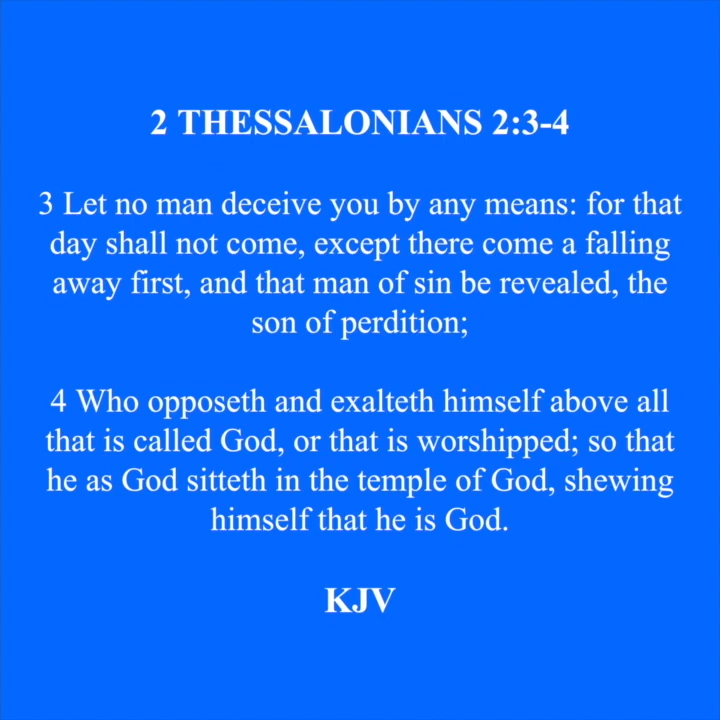 2 THESSALONIANS 2:3-4
3 Let no man deceive you by any means: for that
day shall not come, except there come a falling
away first, and that man of sin be revealed, the
son of perdition;
4 Who opposeth and exalteth himself above all
that is called God, or that is worshipped; so that
he as God sitteth in the temple of God, shewing
himself that he is God.
KJV